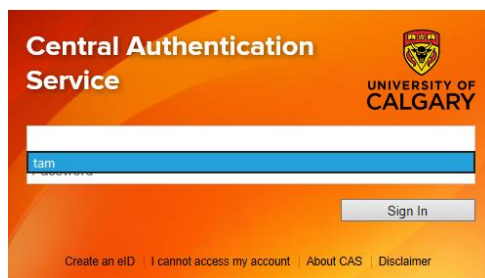 Central Authentication
Service
UNIVERSITY OF
CALGARY
tam
Password
Sign In
Create an eID | I cannot access my account | About CAS | Disclaimer